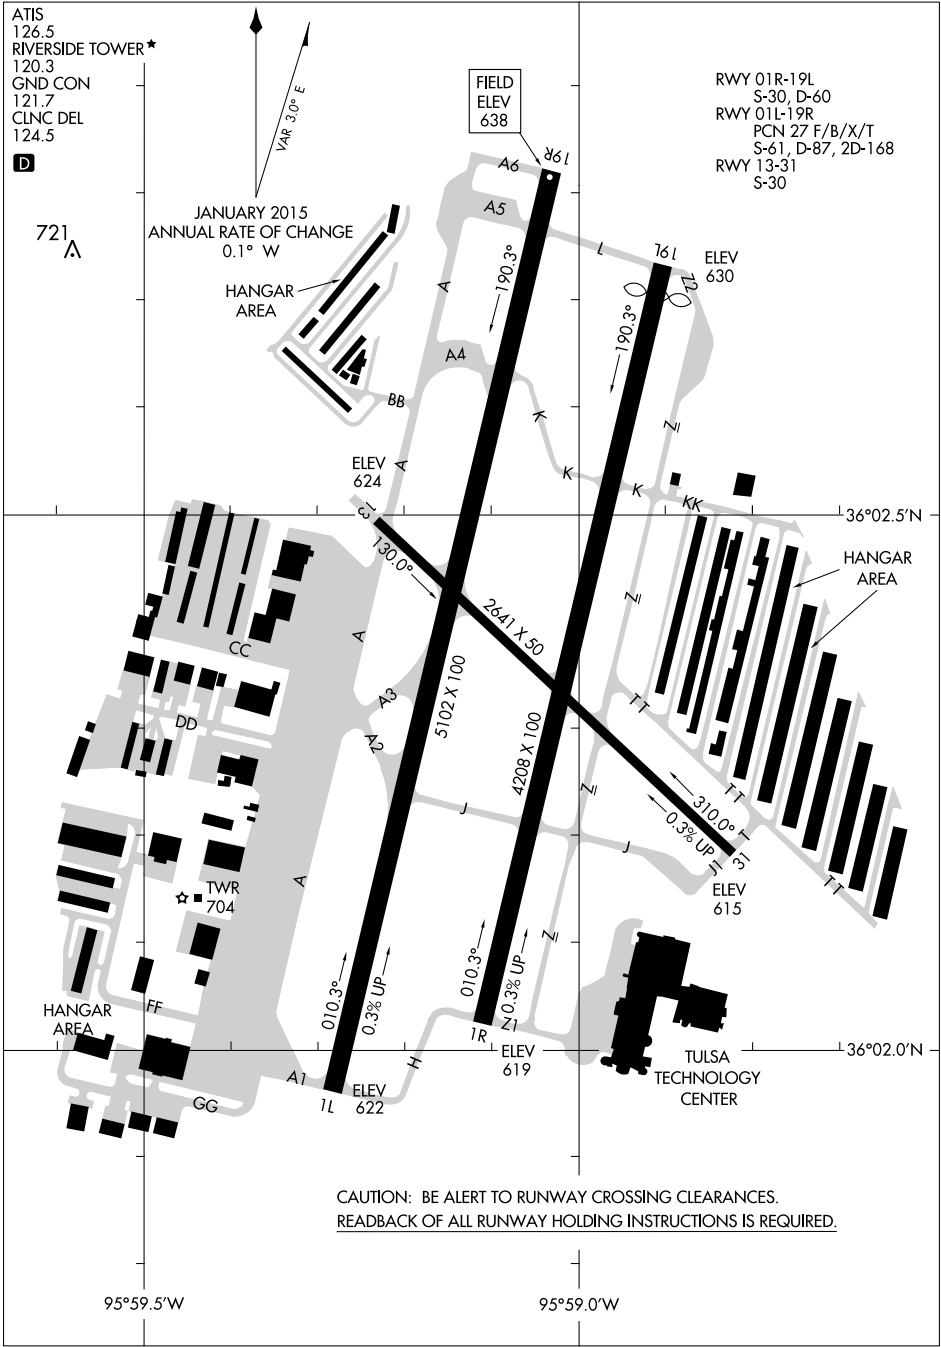 ATIS
126.5
RIVERSIDE TOWER★
120.3
GND CON
121.7
CLNC DEL
124.5
D
VAR 3.0° E
JANUARY 2015
ANNUAL RATE OF CHANGE
0.1° W
FIELD
ELEV
638
RWY 01R-19L
S-30, D-60
RWY 01L-19R
PCN 27 F/B/X/T
S-61, D-87, 2D-168
RWY 13-31
S-30
721
HANGAR
AREA
A6
19R
A5
L
19L
ELEV
630
Z2
A
190.3°
190.3°
A4
BB
K
Z
ELEV
624
A
K
K
KK
13
36°02.5'N
130.0°
HANGAR
AREA
2641 X 50
Z
A
CC
A3
5102 X 100
TT
DD
A2
4208 X 100
Z
TT
310.0°
0.3% UP
J
J
T
31
J1
ELEV
615
TT
A
TWR
704
Z
010.3°
0.3% UP
010.3°
0.3% UP
HANGAR
AREA
FF
1R
Z1
ELEV
619
36°02.0'N
H
A1
1L
ELEV
622
GG
TULSA
TECHNOLOGY
CENTER
CAUTION: BE ALERT TO RUNWAY CROSSING CLEARANCES.
READBACK OF ALL RUNWAY HOLDING INSTRUCTIONS IS REQUIRED.
95°59.5'W
95°59.0'W